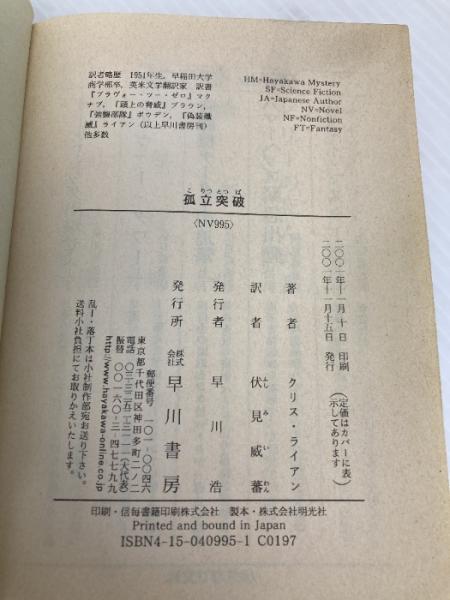 訳者略歴 1951年生，早稲田大学
商学部卒，英米文学翻訳家 訳書
『ブラヴォー・ツー・ゼロ』マク
ナブ，『頭上の脅威』ブラウン，
『強襲部隊』ボウデン，『偽装殲
滅』ライアン（以上早川書房刊）
他多数
HM=Hayakawa Mystery
SF=Science Fiction
JA=Japanese Author
NV=Novel
NF=Nonfiction
FT=Fantasy
こりつとっぱ
孤立突破
〈NV995〉
二〇〇一年十一月十日 印刷
二〇〇一年十一月十五日 発行
（定価はカバーに表示してあります）
著者 クリス・ライアン
訳者 伏見威蕃
ふしみいわん
発行者 早川浩
発行所 株式会社 早川書房
郵便番号 一〇一-〇〇四六
東京都千代田区神田多町二ノ二
電話 〇三-三二五二-三一一一（大代表）
振替 〇〇一六〇-三-四七七九九
http://www.hayakawa-online.co.jp
乱丁・落丁本は小社制作部宛お送り下さい。
送料小社負担にてお取りかえいたします。
印刷・信毎書籍印刷株式会社 製本・株式会社明光社
Printed and bound in Japan
ISBN4-15-040995-1 C0197